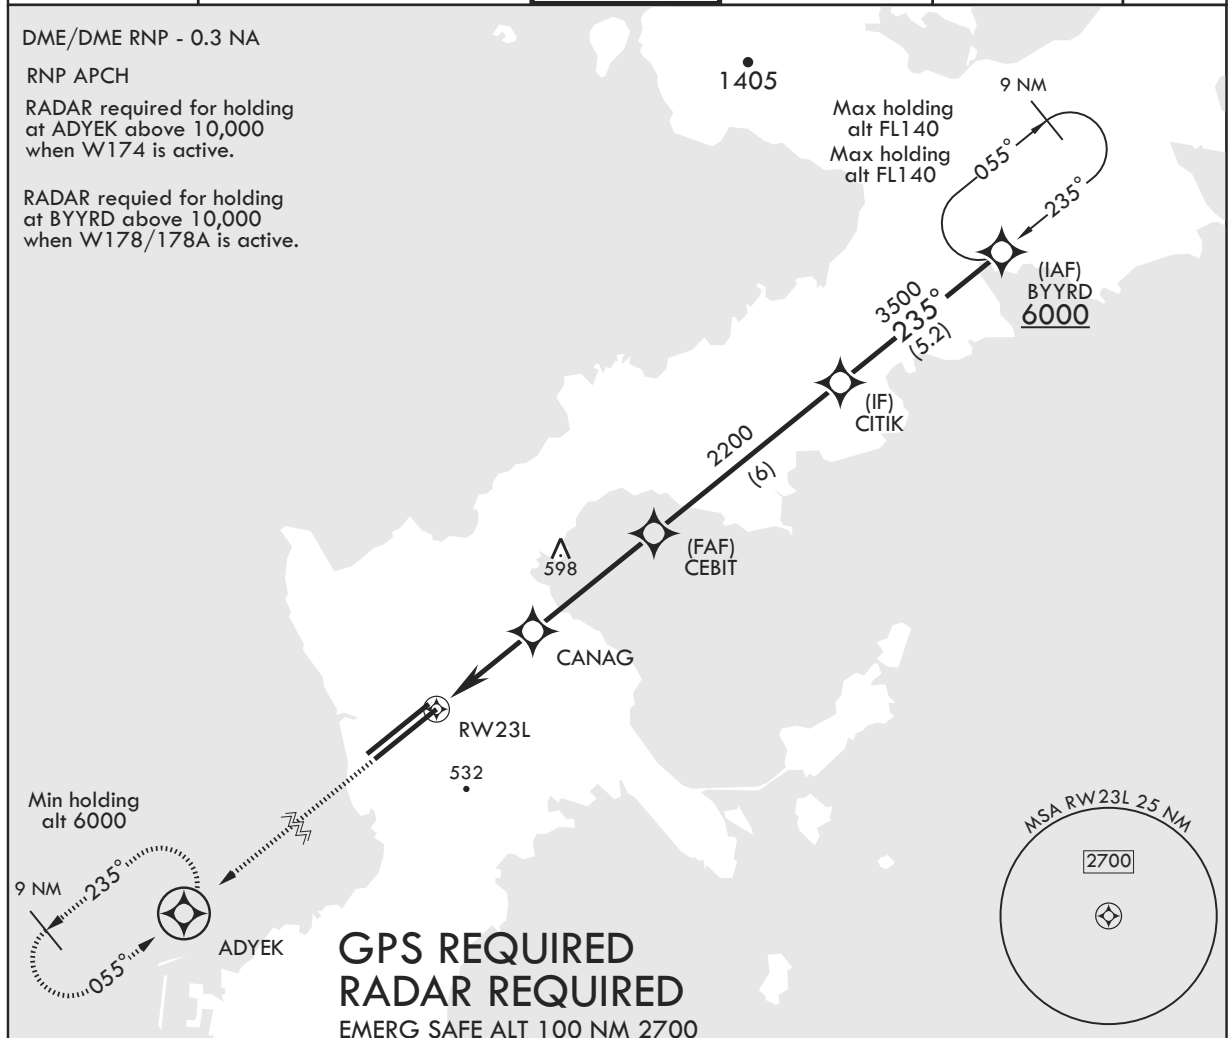 DME/DME RNP - 0.3 NA
RNP APCH
RADAR required for holding
at ADYEK above 10,000
when W174 is active.
RADAR requied for holding
at BYYRD above 10,000
when W178/178A is active.
1405
Max holding
alt FL140
Max holding
alt FL140
9 NM
055°
235°
(IAF)
BYYRD
6000
3500
235°
(5.2)
(IF)
CITIK
2200
(6)
(FAF)
CEBIT
598
CANAG
RW23L
532
Min holding
alt 6000
9 NM
235°
055°
ADYEK
MSA RW23L 25 NM
2700
GPS REQUIRED
RADAR REQUIRED
EMERG SAFE ALT 100 NM 2700